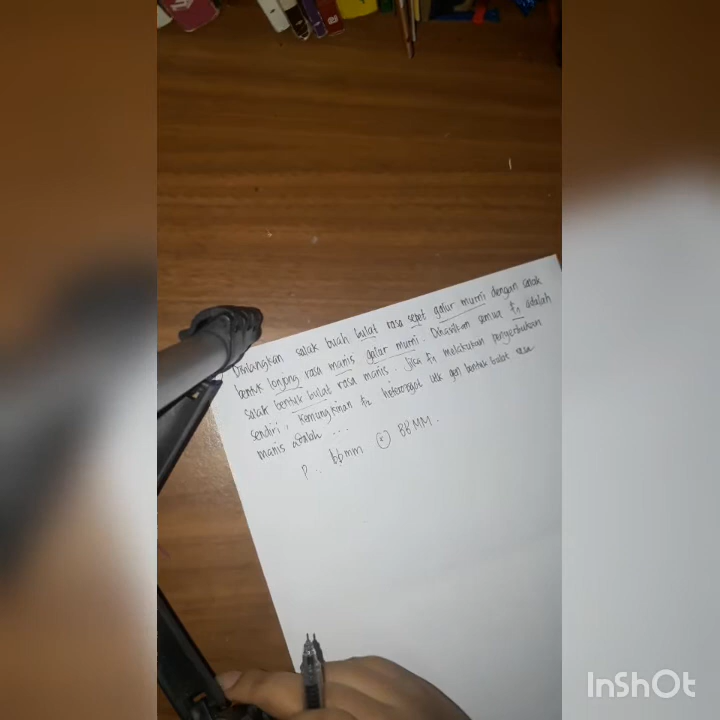 Disilangkan salak buah bulat rasa sepet galur murni dengan salak
bentuk lonjong rasa manis galur murni. Dihasilkan semua F1 adalah
salak bentuk bulat rasa manis. Jika F1 melakukan penyerbukan
sendiri, kemungkinan F2 heterozigot utk gen bentuk bulat rasa
manis adalah ...
P : bbmm (x) BBMM.
InShOt